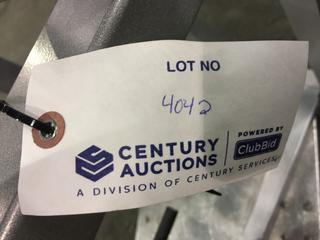 LOT NO
4042
CENTURY
AUCTIONS
POWERED BY
ClubBid
A DIVISION OF CENTURY SERVICES